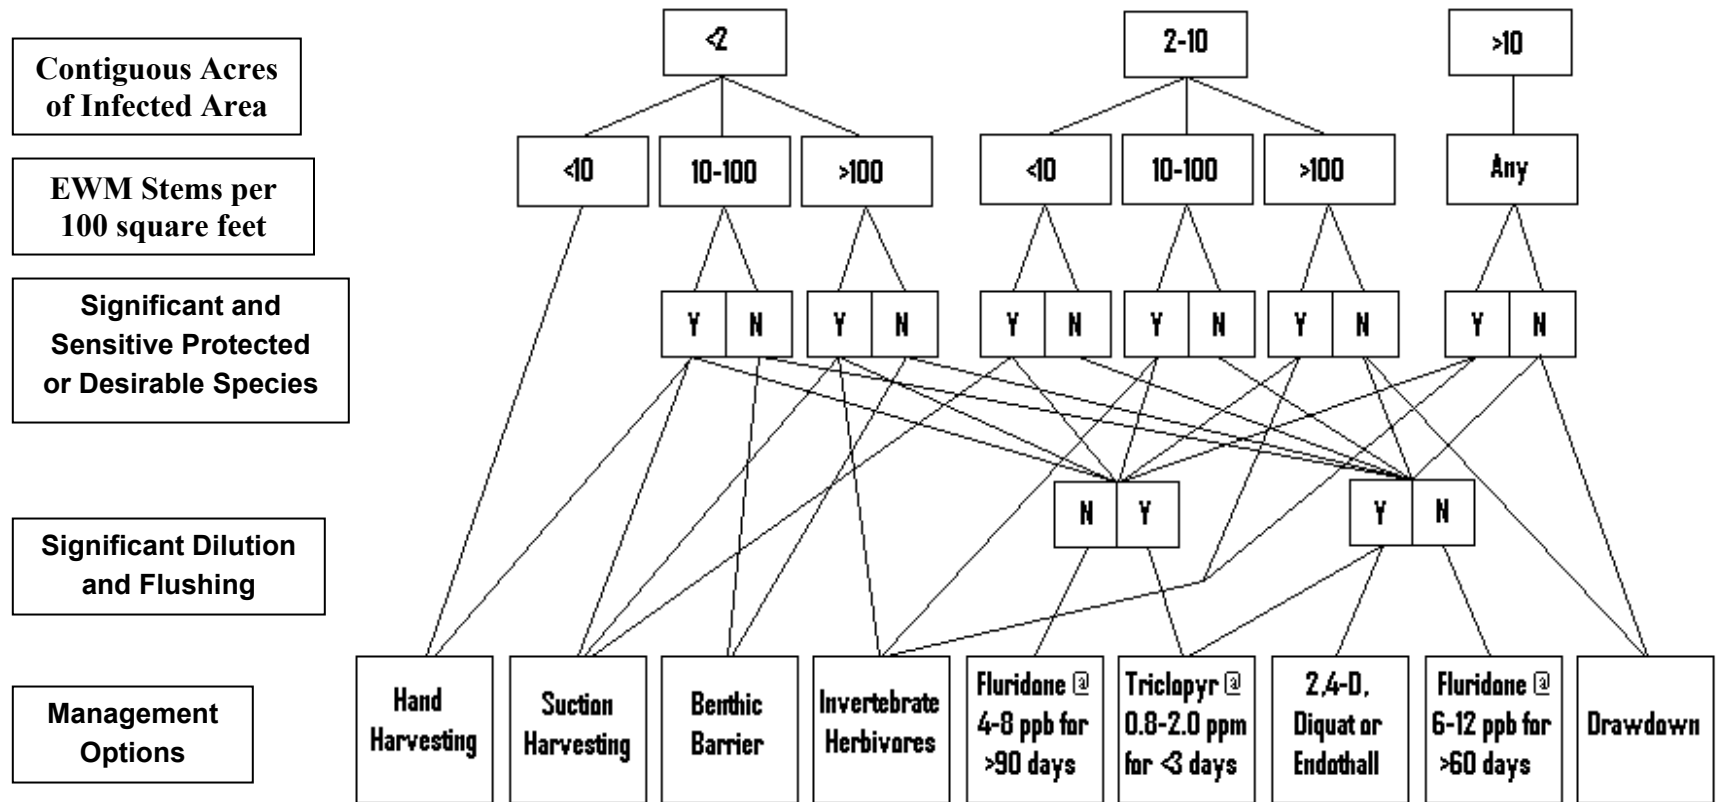 Contiguous Acres
of Infected Area
<2
2-10
>10
EWM Stems per
100 square feet
<10
10-100
>100
<10
10-100
>100
Any
Significant and
Sensitive Protected
or Desirable Species
Y N
Y N
Y N
Y N
Y N
Y N
Significant Dilution
and Flushing
N Y
Y N
Management
Options
Hand
Harvesting
Suction
Harvesting
Benthic
Barrier
Invertebrate
Herbivores
Fluridone @
4-8 ppb for
>90 days
Triclopyr @
0.8-2.0 ppm
for <3 days
2,4-D,
Diquat or
Endothall
Fluridone @
6-12 ppb for
>60 days
Drawdown